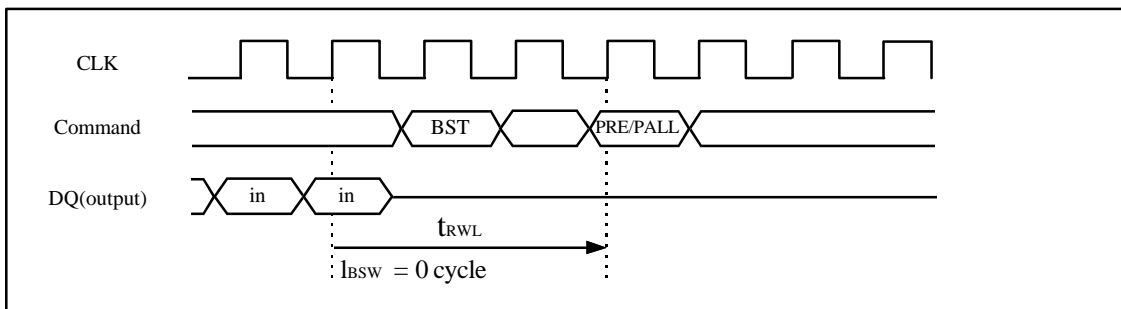 CLK
Command BST PRE/PALL
DQ(output) in in
tRWL
lBSW = 0 cycle